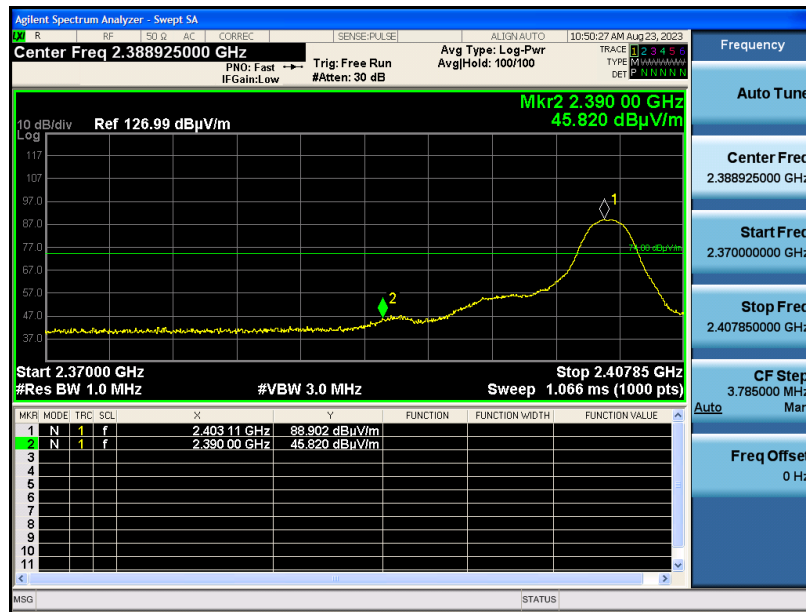 Agilent Spectrum Analyzer - Swept SA
LXI R RF 50 Ω AC CORREC SENSE:PULSE ALIGN AUTO 10:50:27 AM Aug 23, 2023
Center Freq 2.388925000 GHz
PNO: Fast
IFGain:Low
Trig: Free Run
#Atten: 30 dB
Avg Type: Log-Pwr
Avg|Hold: 100/100
TRACE 1 2 3 4 5 6
TYPE M
DET P N N N N N
Mkr2 2.390 00 GHz
45.820 dBµV/m
10 dB/div Ref 126.99 dBµV/m
Log
117
107
97.0
87.0
77.0
67.0
57.0
47.0
37.0
1
2
74.00 dBµV/m
Start 2.37000 GHz Stop 2.40785 GHz
#Res BW 1.0 MHz #VBW 3.0 MHz Sweep 1.066 ms (1000 pts)
MKR MODE TRC SCL X Y FUNCTION FUNCTION WIDTH FUNCTION VALUE
1 N 1 f 2.403 11 GHz 88.902 dBµV/m
2 N 1 f 2.390 00 GHz 45.820 dBµV/m
3
4
5
6
7
8
9
10
11
MSG STATUS
Frequency
Auto Tune
Center Freq
2.388925000 GHz
Start Freq
2.370000000 GHz
Stop Freq
2.407850000 GHz
CF Step
3.785000 MHz
Auto Man
Freq Offset
0 Hz